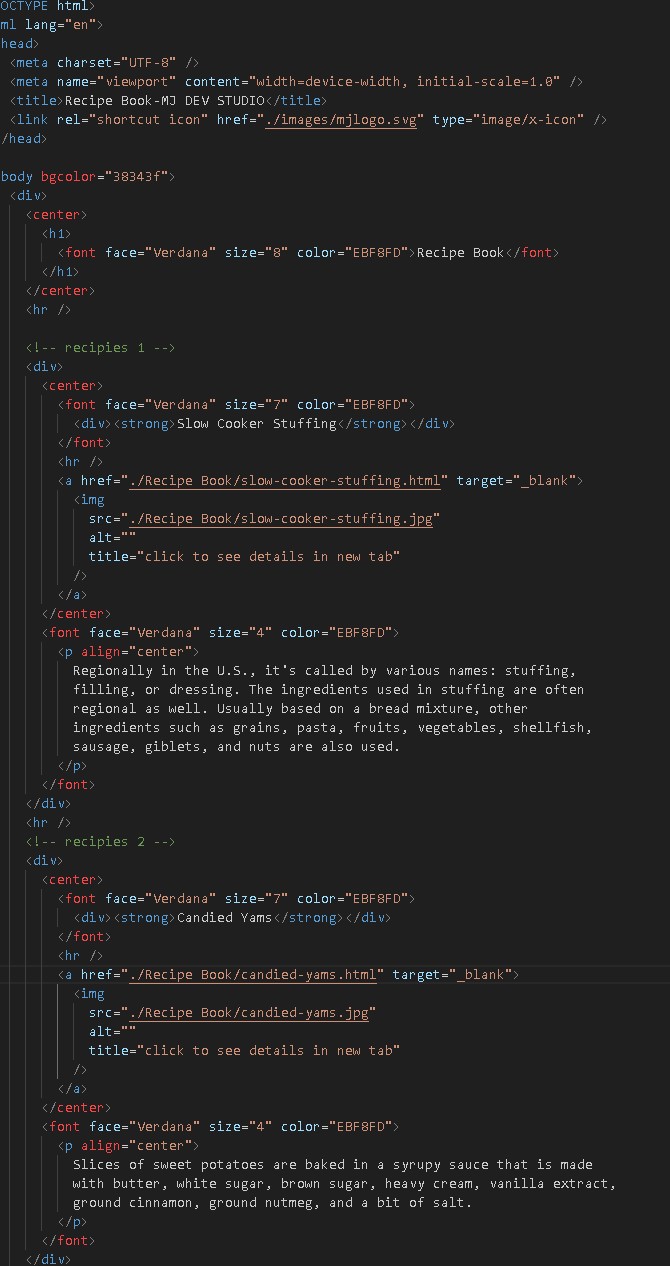 OCTYPE html>
ml lang="en">
head>
<meta charset="UTF-8" />
<meta name="viewport" content="width=device-width, initial-scale=1.0" />
<title>Recipe Book-MJ DEV STUDIO</title>
<link rel="shortcut icon" href="./images/mjlogo.svg" type="image/x-icon" />
/head>
body bgcolor="38343f">
<div>
<center>
<h1>
<font face="Verdana" size="8" color="EBF8FD">Recipe Book</font>
</h1>
</center>
<hr />
<!-- recipies 1 -->
<div>
<center>
<font face="Verdana" size="7" color="EBF8FD">
<div><strong>Slow Cooker Stuffing</strong></div>
</font>
<hr />
<a href="./Recipe Book/slow-cooker-stuffing.html" target="_blank">
<img
src="./Recipe Book/slow-cooker-stuffing.jpg"
alt=""
title="click to see details in new tab"
/>
</a>
</center>
<font face="Verdana" size="4" color="EBF8FD">
<p align="center">
Regionally in the U.S., it's called by various names: stuffing,
filling, or dressing. The ingredients used in stuffing are often
regional as well. Usually based on a bread mixture, other
ingredients such as grains, pasta, fruits, vegetables, shellfish,
sausage, giblets, and nuts are also used.
</p>
</font>
</div>
<hr />
<!-- recipies 2 -->
<div>
<center>
<font face="Verdana" size="7" color="EBF8FD">
<div><strong>Candied Yams</strong></div>
</font>
<hr />
<a href="./Recipe Book/candied-yams.html" target="_blank">
<img
src="./Recipe Book/candied-yams.jpg"
alt=""
title="click to see details in new tab"
/>
</a>
</center>
<font face="Verdana" size="4" color="EBF8FD">
<p align="center">
Slices of sweet potatoes are baked in a syrupy sauce that is made
with butter, white sugar, brown sugar, heavy cream, vanilla extract,
ground cinnamon, ground nutmeg, and a bit of salt.
</p>
</font>
</div>